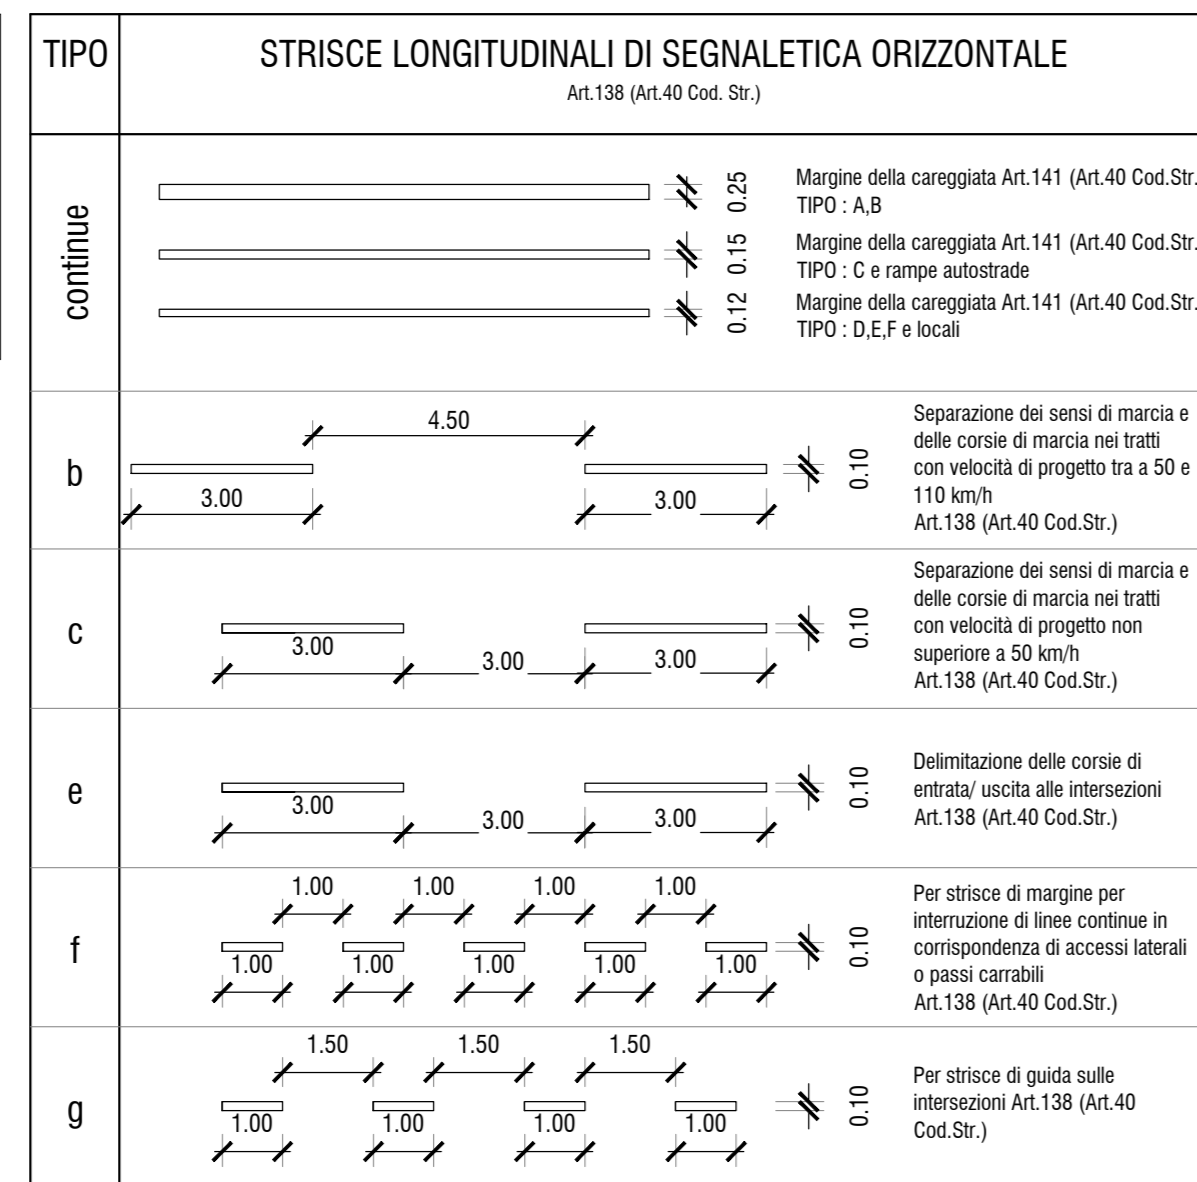 TIPO
STRISCE LONGITUDINALI DI SEGNALETICA ORIZZONTALE
Art.138 (Art.40 Cod. Str.)
continue
0.25
Margine della careggiata Art.141 (Art.40 Cod.Str.
TIPO : A,B
0.15
Margine della careggiata Art.141 (Art.40 Cod.Str.
TIPO : C e rampe autostrade
0.12
Margine della careggiata Art.141 (Art.40 Cod.Str.
TIPO : D,E,F e locali
b
4.50
3.00
3.00
0.10
Separazione dei sensi di marcia e
delle corsie di marcia nei tratti
con velocità di progetto tra a 50 e
110 km/h
Art.138 (Art.40 Cod.Str.)
c
3.00
3.00
3.00
0.10
Separazione dei sensi di marcia e
delle corsie di marcia nei tratti
con velocità di progetto non
superiore a 50 km/h
Art.138 (Art.40 Cod.Str.)
e
3.00
3.00
3.00
0.10
Delimitazione delle corsie di
entrata/ uscita alle intersezioni
Art.138 (Art.40 Cod.Str.)
f
1.00 1.00 1.00 1.00
1.00 1.00 1.00 1.00 1.00
0.10
Per strisce di margine per
interruzione di linee continue in
corrispondenza di accessi laterali
o passi carrabili
Art.138 (Art.40 Cod.Str.)
g
1.50 1.50 1.50
1.00 1.00 1.00 1.00
0.10
Per strisce di guida sulle
intersezioni Art.138 (Art.40
Cod.Str.)